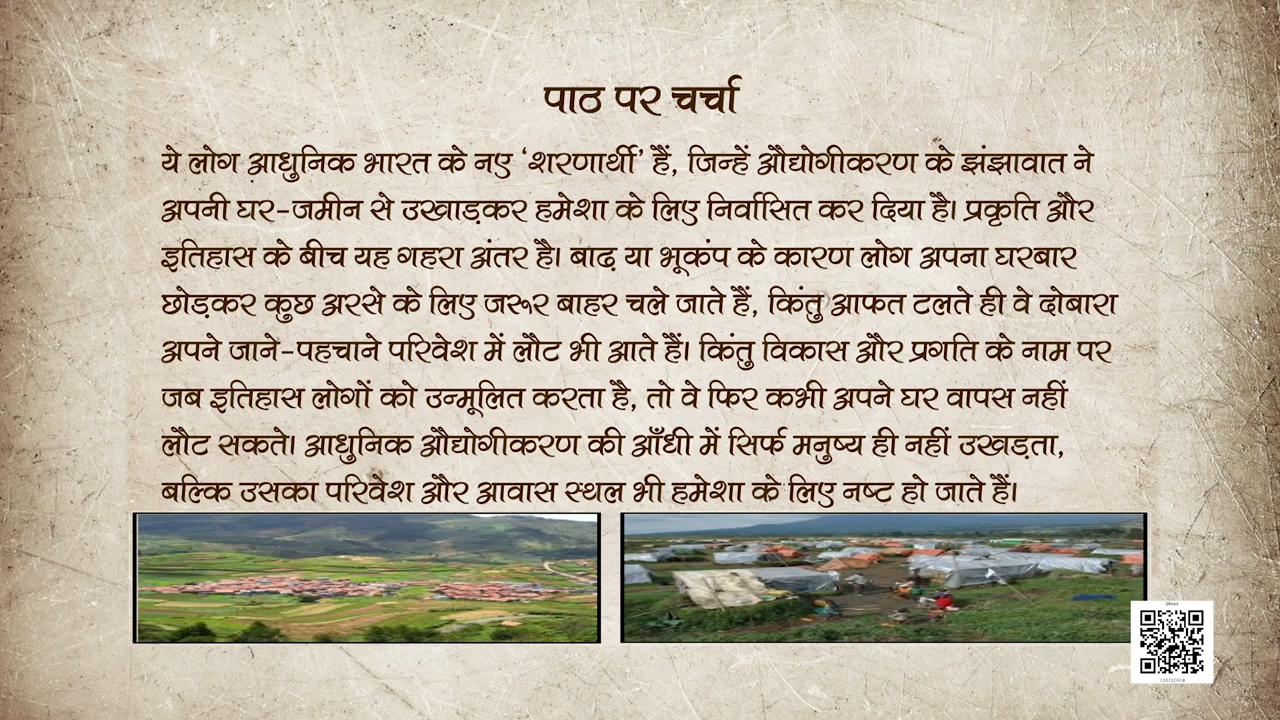 पाठ पर चर्चा
ये लोग आधुनिक भारत के नए ‘शरणार्थी’ हैं, जिन्हें औद्योगीकरण के झंझावात ने
अपनी घर-जमीन से उखाड़कर हमेशा के लिए निर्वासित कर दिया है। प्रकृति और
इतिहास के बीच यह गहरा अंतर है। बाढ़ या भूकंप के कारण लोग अपना घरबार
छोड़कर कुछ अरसे के लिए जरूर बाहर चले जाते हैं, किंतु आफत टलते ही वे दोबारा
अपने जाने-पहचाने परिवेश में लौट भी आते हैं। किंतु विकास और प्रगति के नाम पर
जब इतिहास लोगों को उन्मूलित करता है, तो वे फिर कभी अपने घर वापस नहीं
लौट सकते। आधुनिक औद्योगीकरण की आँधी में सिर्फ मनुष्य ही नहीं उखड़ता,
बल्कि उसका परिवेश और आवास स्थल भी हमेशा के लिए नष्ट हो जाते हैं।